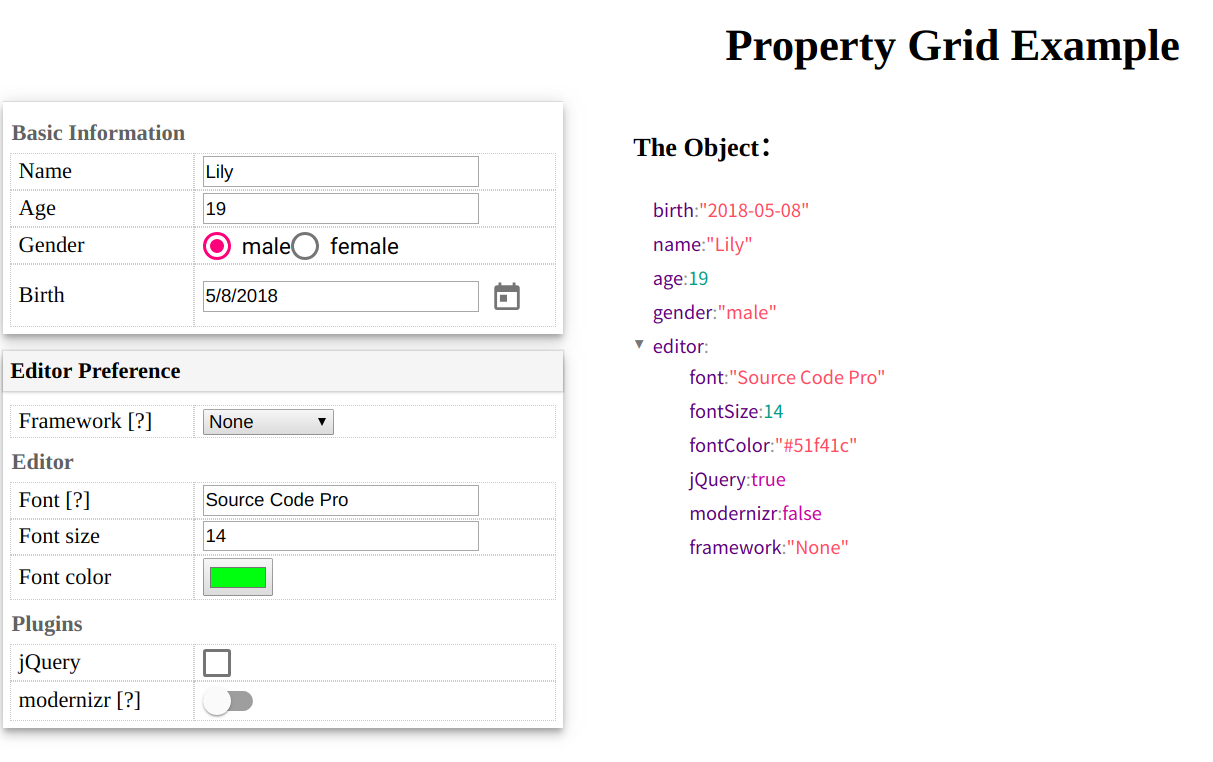 Property Grid Example
Basic Information
Name Lily
Age 19
Gender male female
Birth 5/8/2018
Editor Preference
Framework [?] None
Editor
Font [?] Source Code Pro
Font size 14
Font color
Plugins
jQuery
modernizr [?]
The Object：
birth:"2018-05-08"
name:"Lily"
age:19
gender:"male"
editor:
font:"Source Code Pro"
fontSize:14
fontColor:"#51f41c"
jQuery:true
modernizr:false
framework:"None"